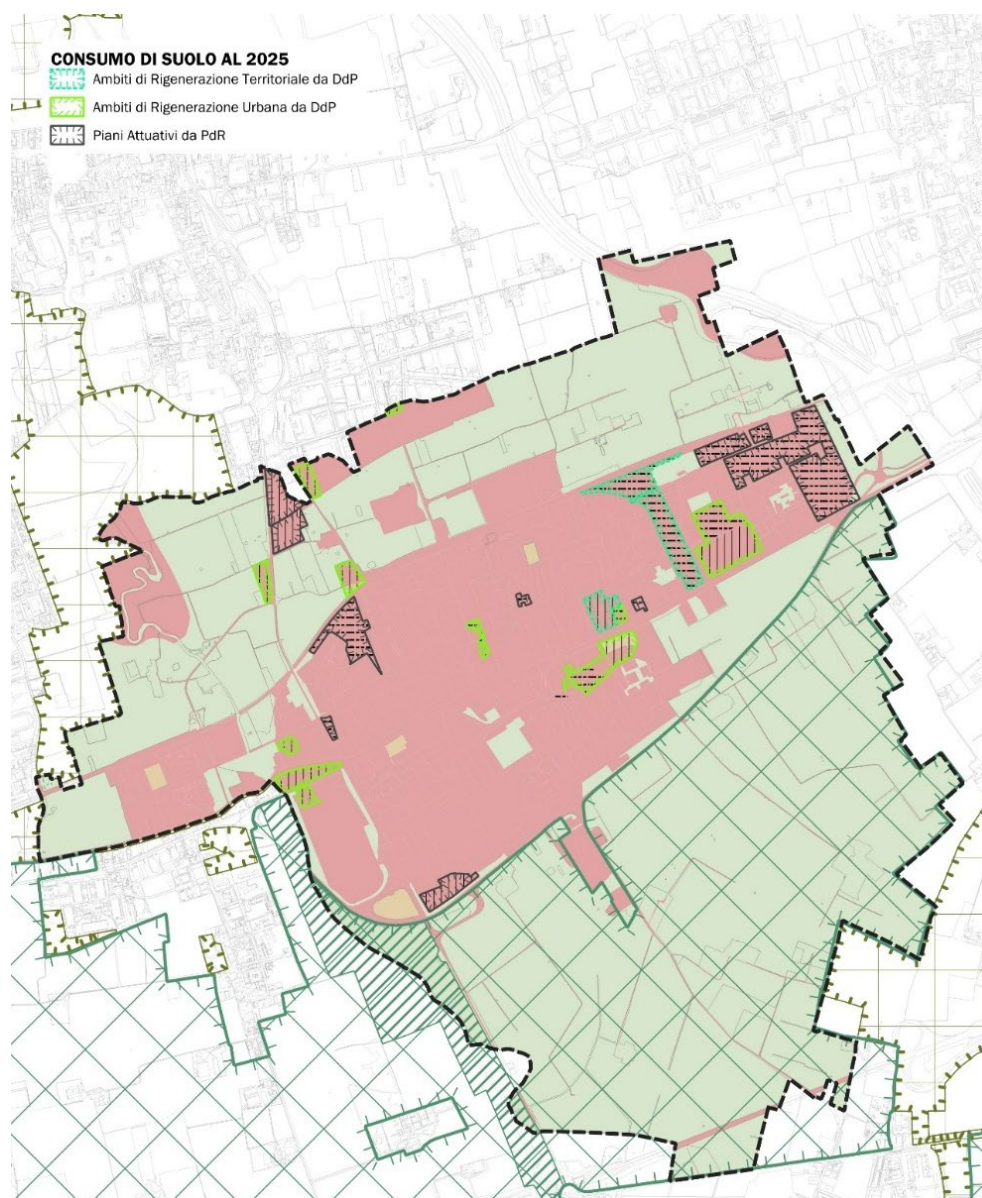 CONSUMO DI SUOLO AL 2025
Ambiti di Rigenerazione Territoriale da DdP
Ambiti di Rigenerazione Urbana da DdP
Piani Attuativi da PdR